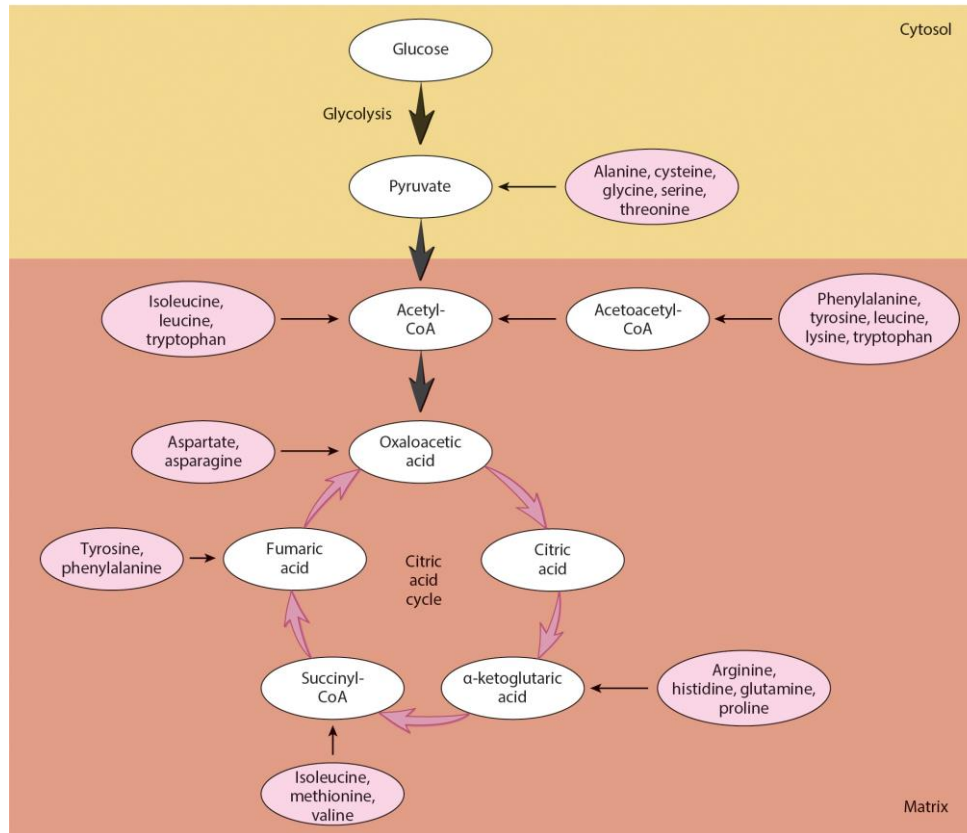 Cytosol
Glucose
Glycolysis
Pyruvate
Alanine, cysteine,
glycine, serine,
threonine
Isoleucine,
leucine,
tryptophan
Acetyl-
CoA
Acetoacetyl-
CoA
Phenylalanine,
tyrosine, leucine,
lysine, tryptophan
Aspartate,
asparagine
Oxaloacetic
acid
Tyrosine,
phenylalanine
Fumaric
acid
Citric
acid
cycle
Citric
acid
Succinyl-
CoA
α-ketoglutaric
acid
Arginine,
histidine, glutamine,
proline
Isoleucine,
methionine,
valine
Matrix